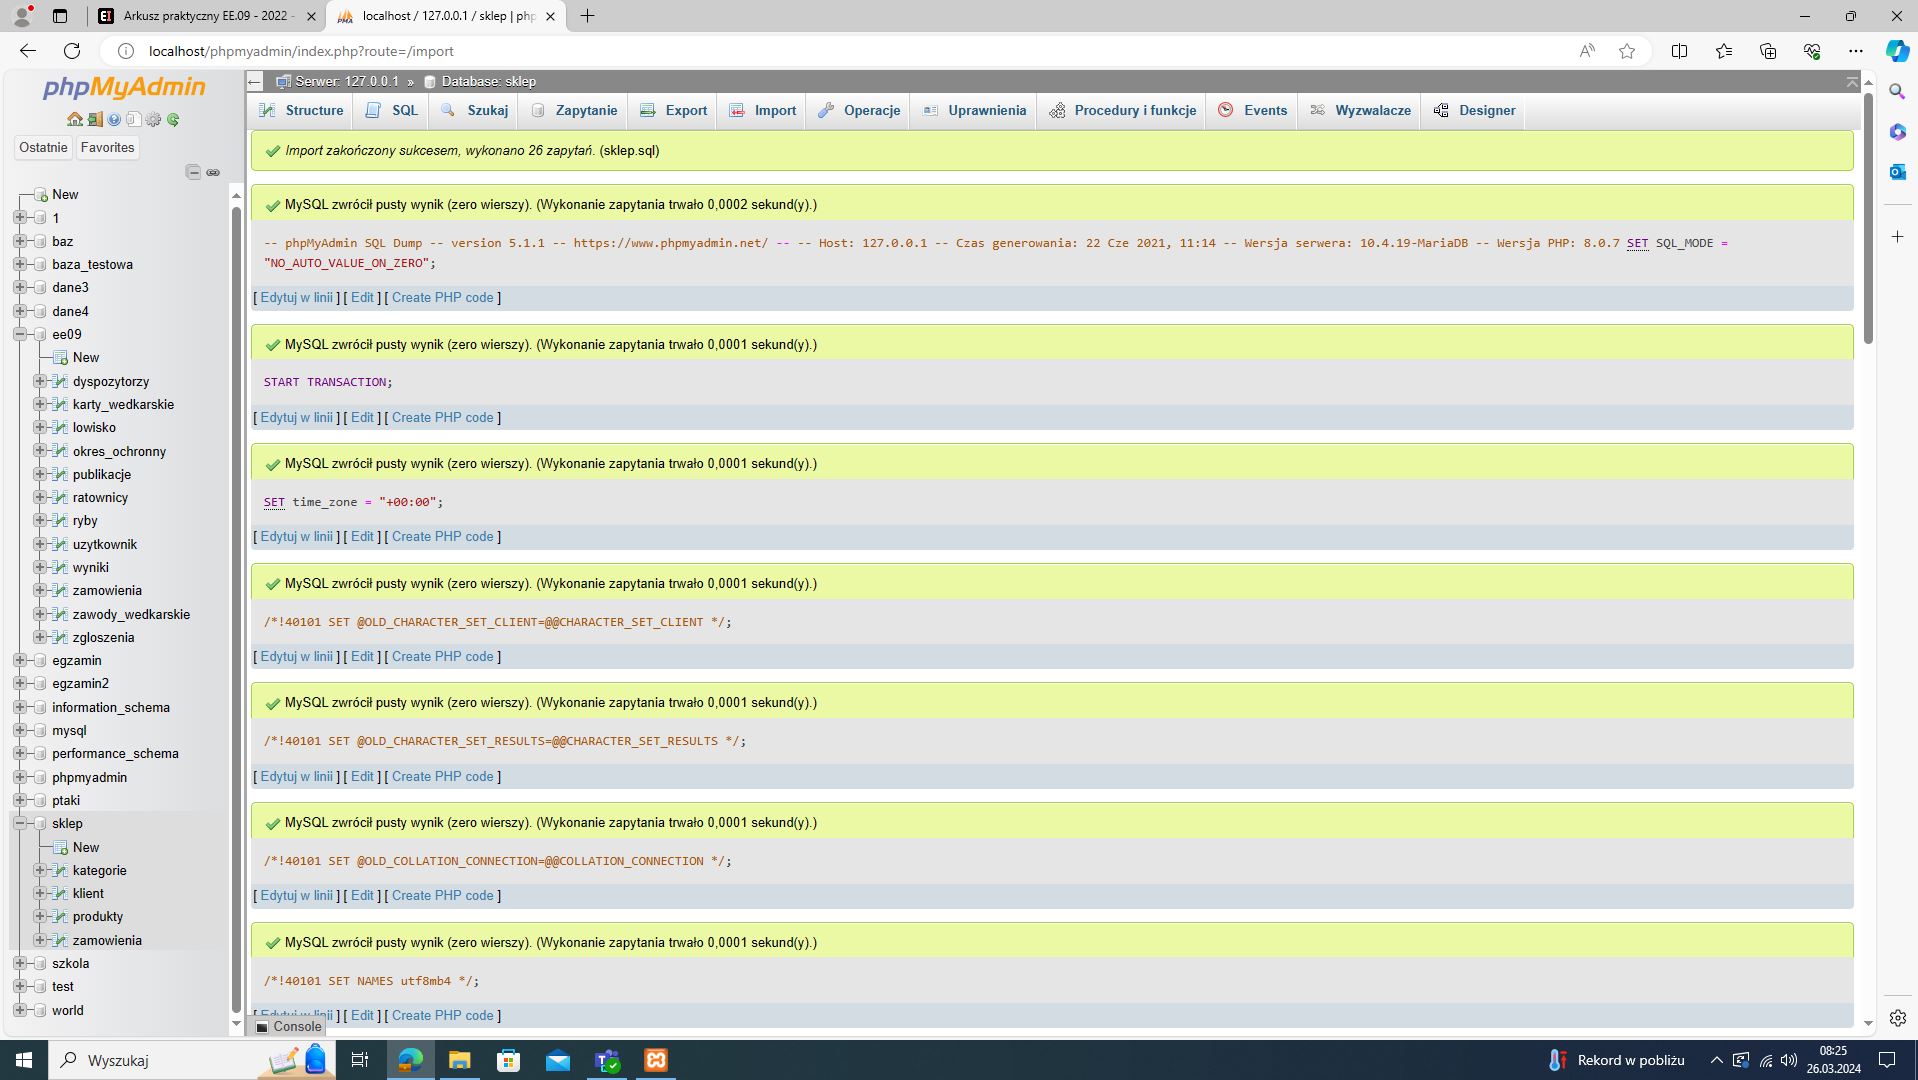 Arkusz praktyczny EE.09 - 2022 -
localhost / 127.0.0.1 / sklep | php
localhost/phpmyadmin/index.php?route=/import
phpMyAdmin
Ostatnie
Favorites
New
1
baz
baza_testowa
dane3
dane4
ee09
New
dyspozytorzy
karty_wedkarskie
lowisko
okres_ochronny
publikacje
ratownicy
ryby
uzytkownik
wyniki
zamowienia
zawody_wedkarskie
zgloszenia
egzamin
egzamin2
information_schema
mysql
performance_schema
phpmyadmin
ptaki
sklep
New
kategorie
klient
produkty
zamowienia
szkola
test
world
Serwer: 127.0.0.1 » Database: sklep
Structure SQL Szukaj Zapytanie Export Import Operacje Uprawnienia Procedury i funkcje Events Wyzwalacze Designer
Import zakończony sukcesem, wykonano 26 zapytań. (sklep.sql)
MySQL zwrócił pusty wynik (zero wierszy). (Wykonanie zapytania trwało 0,0002 sekund(y).)
-- phpMyAdmin SQL Dump -- version 5.1.1 -- https://www.phpmyadmin.net/ -- -- Host: 127.0.0.1 -- Czas generowania: 22 Cze 2021, 11:14 -- Wersja serwera: 10.4.19-MariaDB -- Wersja PHP: 8.0.7 SET SQL_MODE =
"NO_AUTO_VALUE_ON_ZERO";
[ Edytuj w linii ] [ Edit ] [ Create PHP code ]
MySQL zwrócił pusty wynik (zero wierszy). (Wykonanie zapytania trwało 0,0001 sekund(y).)
START TRANSACTION;
[ Edytuj w linii ] [ Edit ] [ Create PHP code ]
MySQL zwrócił pusty wynik (zero wierszy). (Wykonanie zapytania trwało 0,0001 sekund(y).)
SET time_zone = "+00:00";
[ Edytuj w linii ] [ Edit ] [ Create PHP code ]
MySQL zwrócił pusty wynik (zero wierszy). (Wykonanie zapytania trwało 0,0001 sekund(y).)
/*!40101 SET @OLD_CHARACTER_SET_CLIENT=@@CHARACTER_SET_CLIENT */;
[ Edytuj w linii ] [ Edit ] [ Create PHP code ]
MySQL zwrócił pusty wynik (zero wierszy). (Wykonanie zapytania trwało 0,0001 sekund(y).)
/*!40101 SET @OLD_CHARACTER_SET_RESULTS=@@CHARACTER_SET_RESULTS */;
[ Edytuj w linii ] [ Edit ] [ Create PHP code ]
MySQL zwrócił pusty wynik (zero wierszy). (Wykonanie zapytania trwało 0,0001 sekund(y).)
/*!40101 SET @OLD_COLLATION_CONNECTION=@@COLLATION_CONNECTION */;
[ Edytuj w linii ] [ Edit ] [ Create PHP code ]
MySQL zwrócił pusty wynik (zero wierszy). (Wykonanie zapytania trwało 0,0001 sekund(y).)
/*!40101 SET NAMES utf8mb4 */;
[ Edytuj w linii ] [ Edit ] [ Create PHP code ]
Console
Wyszukaj
Rekord w pobliżu
08:25
26.03.2024